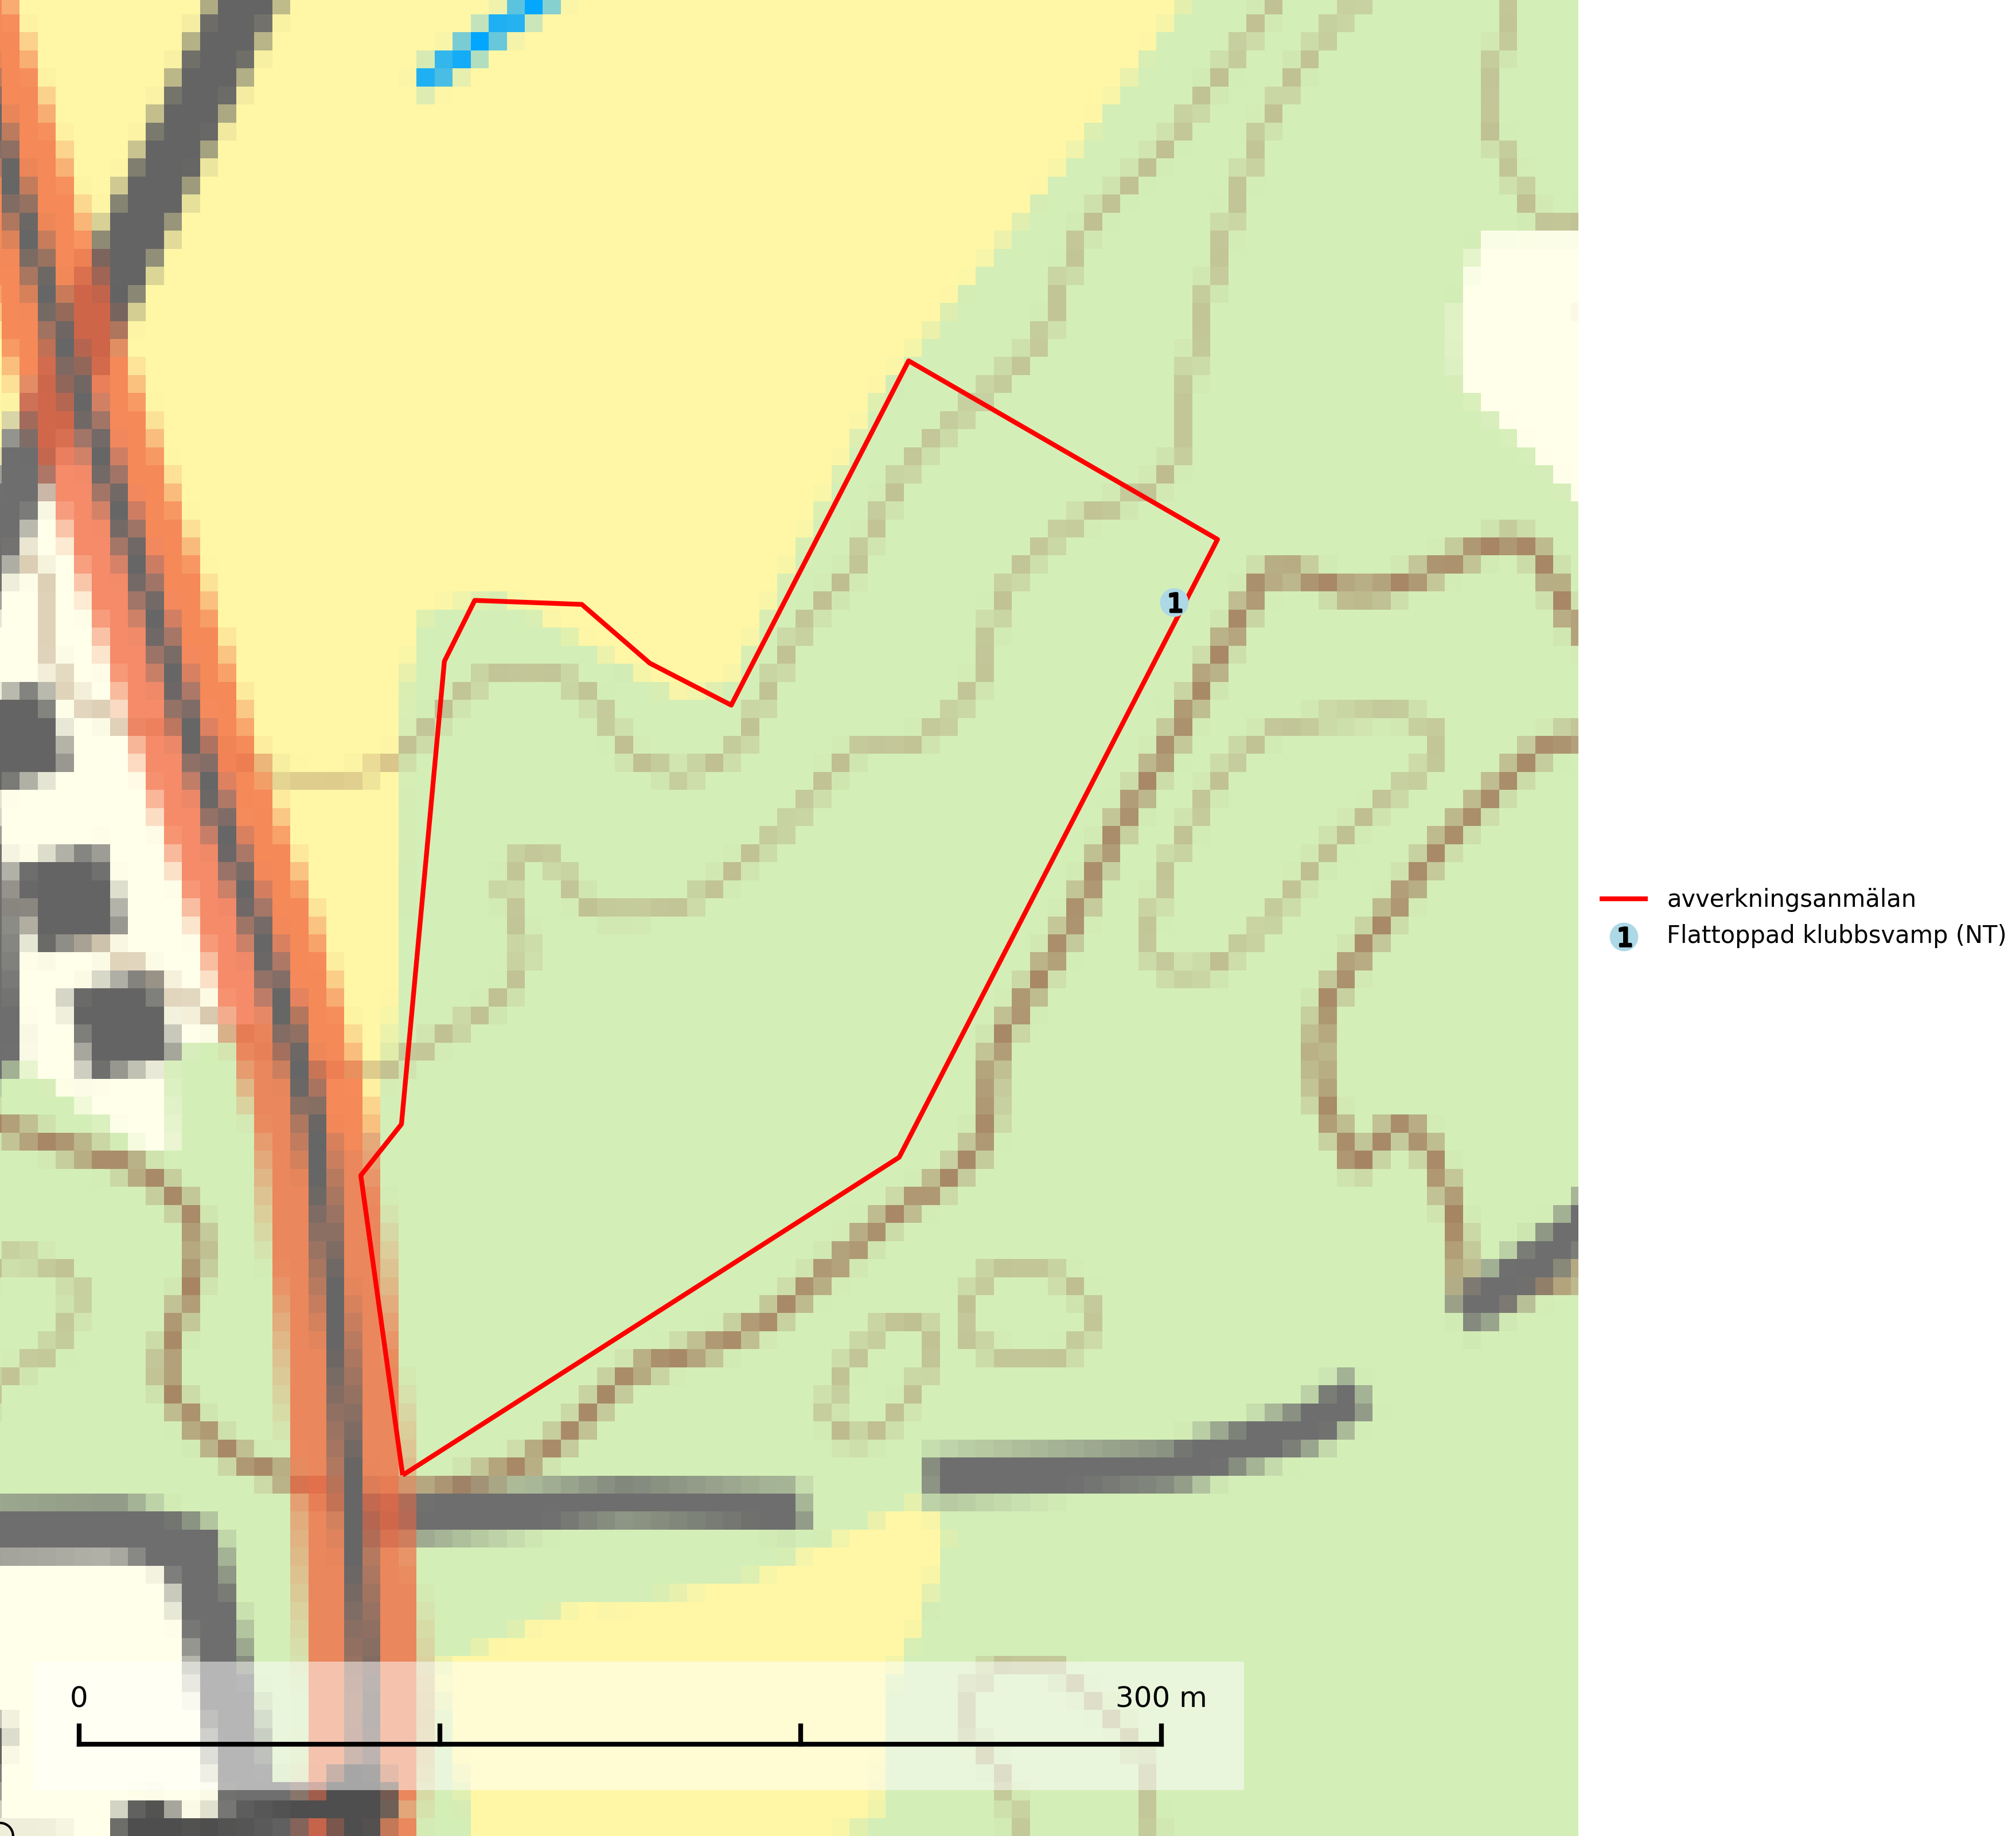 1
avverkningsanmälan
1 Flattoppad klubbsvamp (NT)
0 300 m